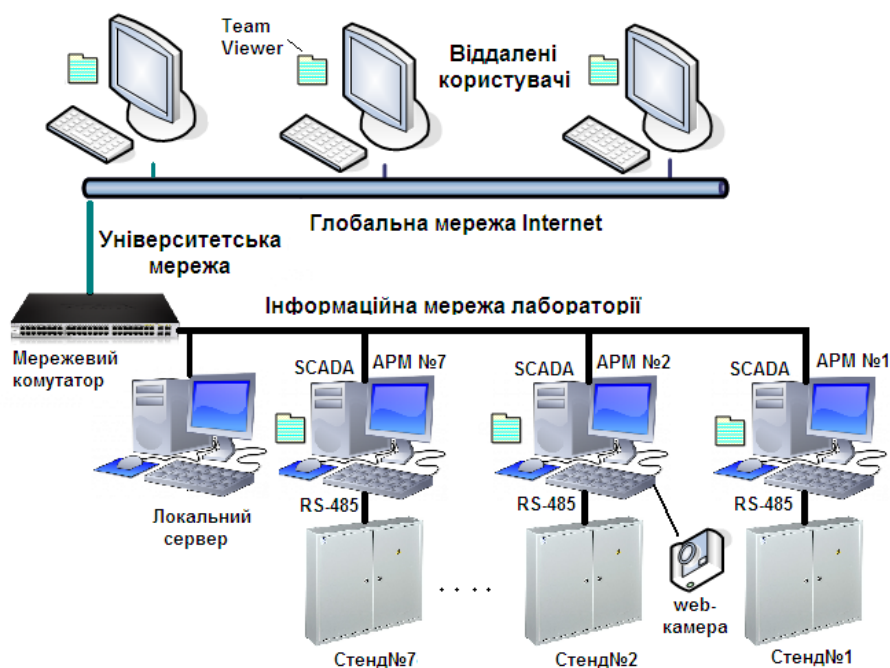 Team
Viewer
Віддалені
користувачі
Глобальна мережа Internet
Університетська
мережа
Інформаційна мережа лабораторії
Мережевий
комутатор
SCADA
АРМ №7
SCADA
АРМ №2
SCADA
АРМ №1
Локальний
сервер
RS-485
RS-485
RS-485
. . . .
web-
камера
Стенд№7
Стенд№2
Стенд№1